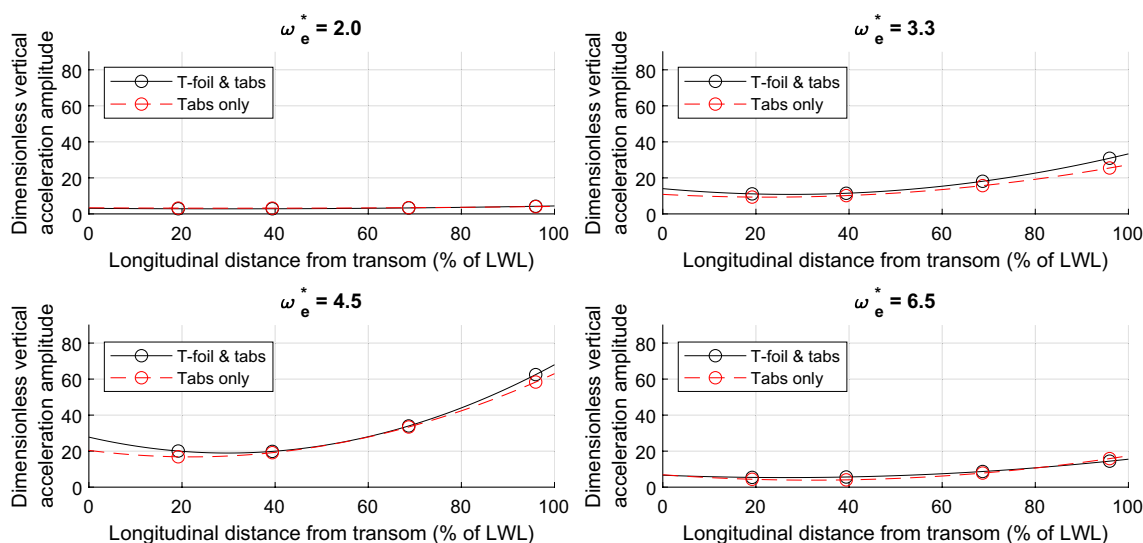 ω*e = 2.0
Dimensionless vertical
acceleration amplitude
80
60
40
20
0
T-foil & tabs
Tabs only
0 20 40 60 80 100
Longitudinal distance from transom (% of LWL)
ω*e = 3.3
Dimensionless vertical
acceleration amplitude
80
60
40
20
0
T-foil & tabs
Tabs only
0 20 40 60 80 100
Longitudinal distance from transom (% of LWL)
ω*e = 4.5
Dimensionless vertical
acceleration amplitude
80
60
40
20
0
T-foil & tabs
Tabs only
0 20 40 60 80 100
Longitudinal distance from transom (% of LWL)
ω*e = 6.5
Dimensionless vertical
acceleration amplitude
80
60
40
20
0
T-foil & tabs
Tabs only
0 20 40 60 80 100
Longitudinal distance from transom (% of LWL)